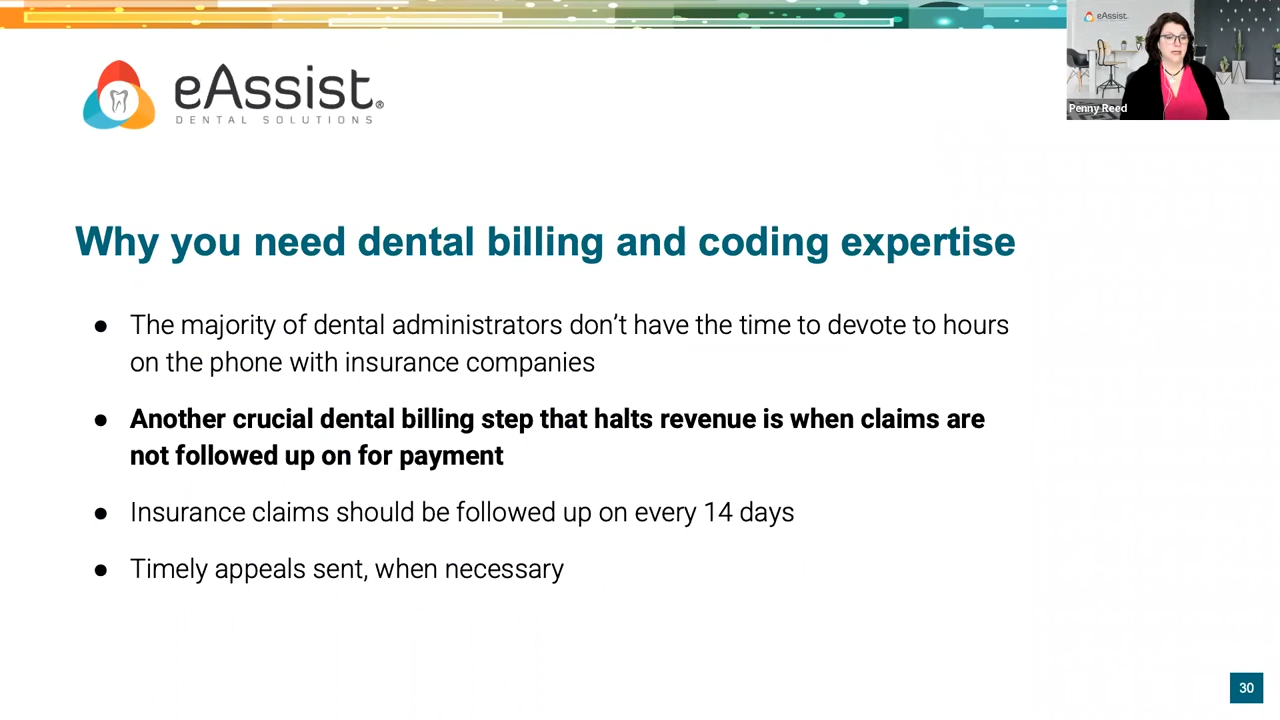 eAssist®
DENTAL SOLUTIONS
eAssist
Penny Reed
Why you need dental billing and coding expertise
● The majority of dental administrators don't have the time to devote to hours
on the phone with insurance companies
● Another crucial dental billing step that halts revenue is when claims are
not followed up on for payment
● Insurance claims should be followed up on every 14 days
● Timely appeals sent, when necessary
30